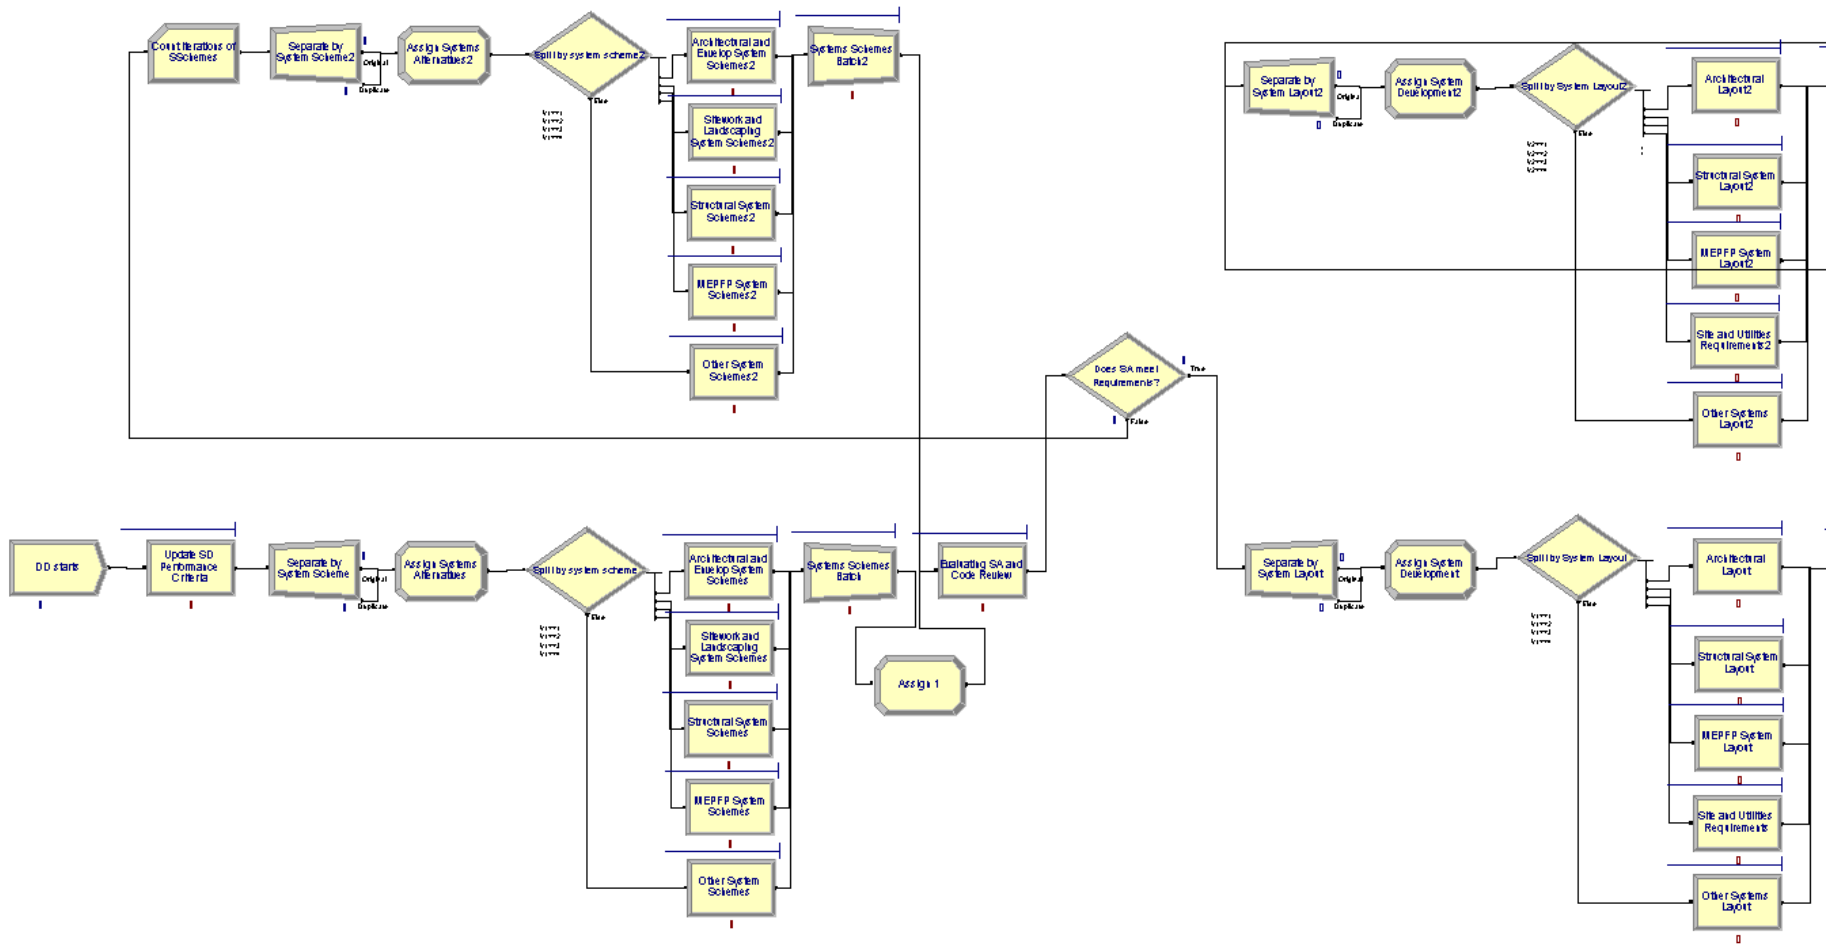 Count Iterations of
SSchemes
Separate by
System Scheme2
Original
Duplicate
Assign Systems
Alternatiues2
Split by system scheme2
Else
Architectural and
Envelop System
Schemes2
Sitework and
Landscaping
System Schemes2
Structural System
Schemes2
MEPFP System
Schemes2
Other System
Schemes2
Systems Schemes
Batch2
Separate by
System Layout2
Original
Duplicate
Assign System
Deuelopment2
Split by System Layout2
Else
Architectural
Layout2
Structural System
Layout2
MEPFP System
Layout2
Site and Utilities
Requirements2
Other Systems
Layout2
Does SA meet
Requirements?
True
False
DD starts
Update SD
Performance
Criteria
Separate by
System Scheme
Original
Duplicate
Assign Systems
Alternatiues
Split by system scheme
Else
Architectural and
Envelop System
Schemes
Sitework and
Landscaping
System Schemes
Structural System
Schemes
MEPFP System
Schemes
Other System
Schemes
Systems Schemes
Batch
Assign 1
Evaluating SA and
Code Review
Separate by
System Layout
Original
Duplicate
Assign System
Deuelopment
Split by System Layout
Else
Architectural
Layout
Structural System
Layout
MEPFP System
Layout
Site and Utilities
Requirements
Other Systems
Layout